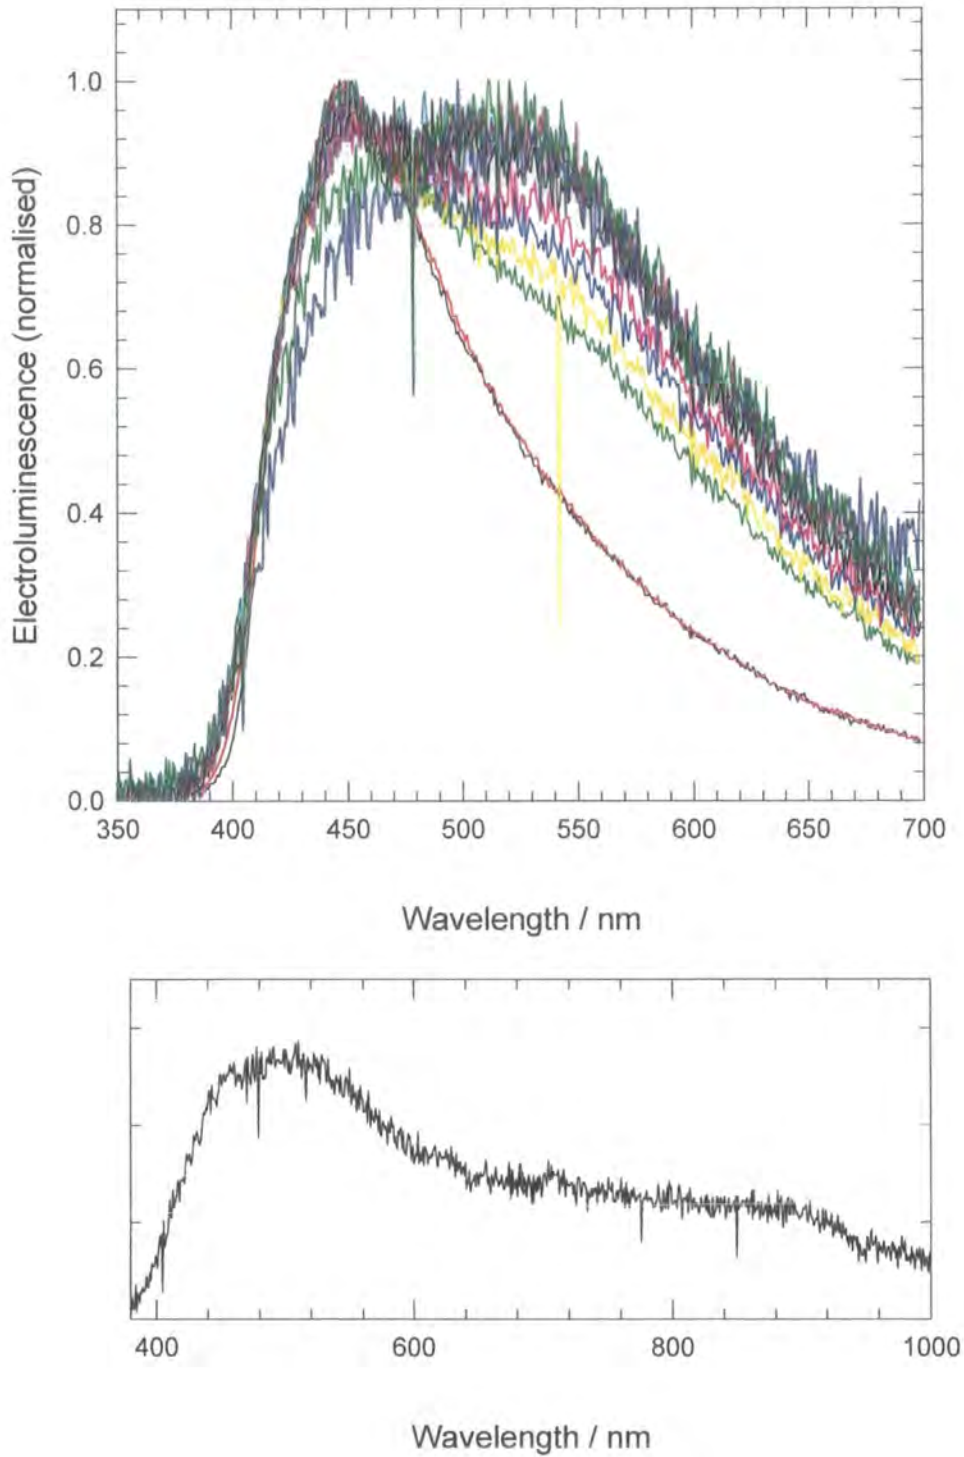 Electroluminescence (normalised)
1.0
0.8
0.6
0.4
0.2
0.0
350 400 450 500 550 600 650 700
Wavelength / nm
400 600 800 1000
Wavelength / nm